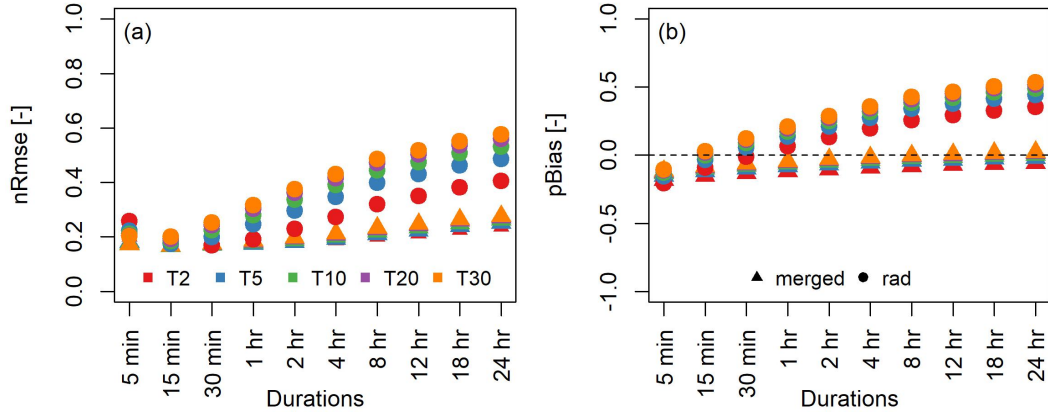 (a)
nRmse [-]
1.0
0.8
0.6
0.4
0.2
0.0
T2 T5 T10 T20 T30
5 min
15 min
30 min
1 hr
2 hr
4 hr
8 hr
12 hr
18 hr
24 hr
Durations
(b)
pBias [-]
1.0
0.5
0.0
-0.5
-1.0
merged rad
5 min
15 min
30 min
1 hr
2 hr
4 hr
8 hr
12 hr
18 hr
24 hr
Durations